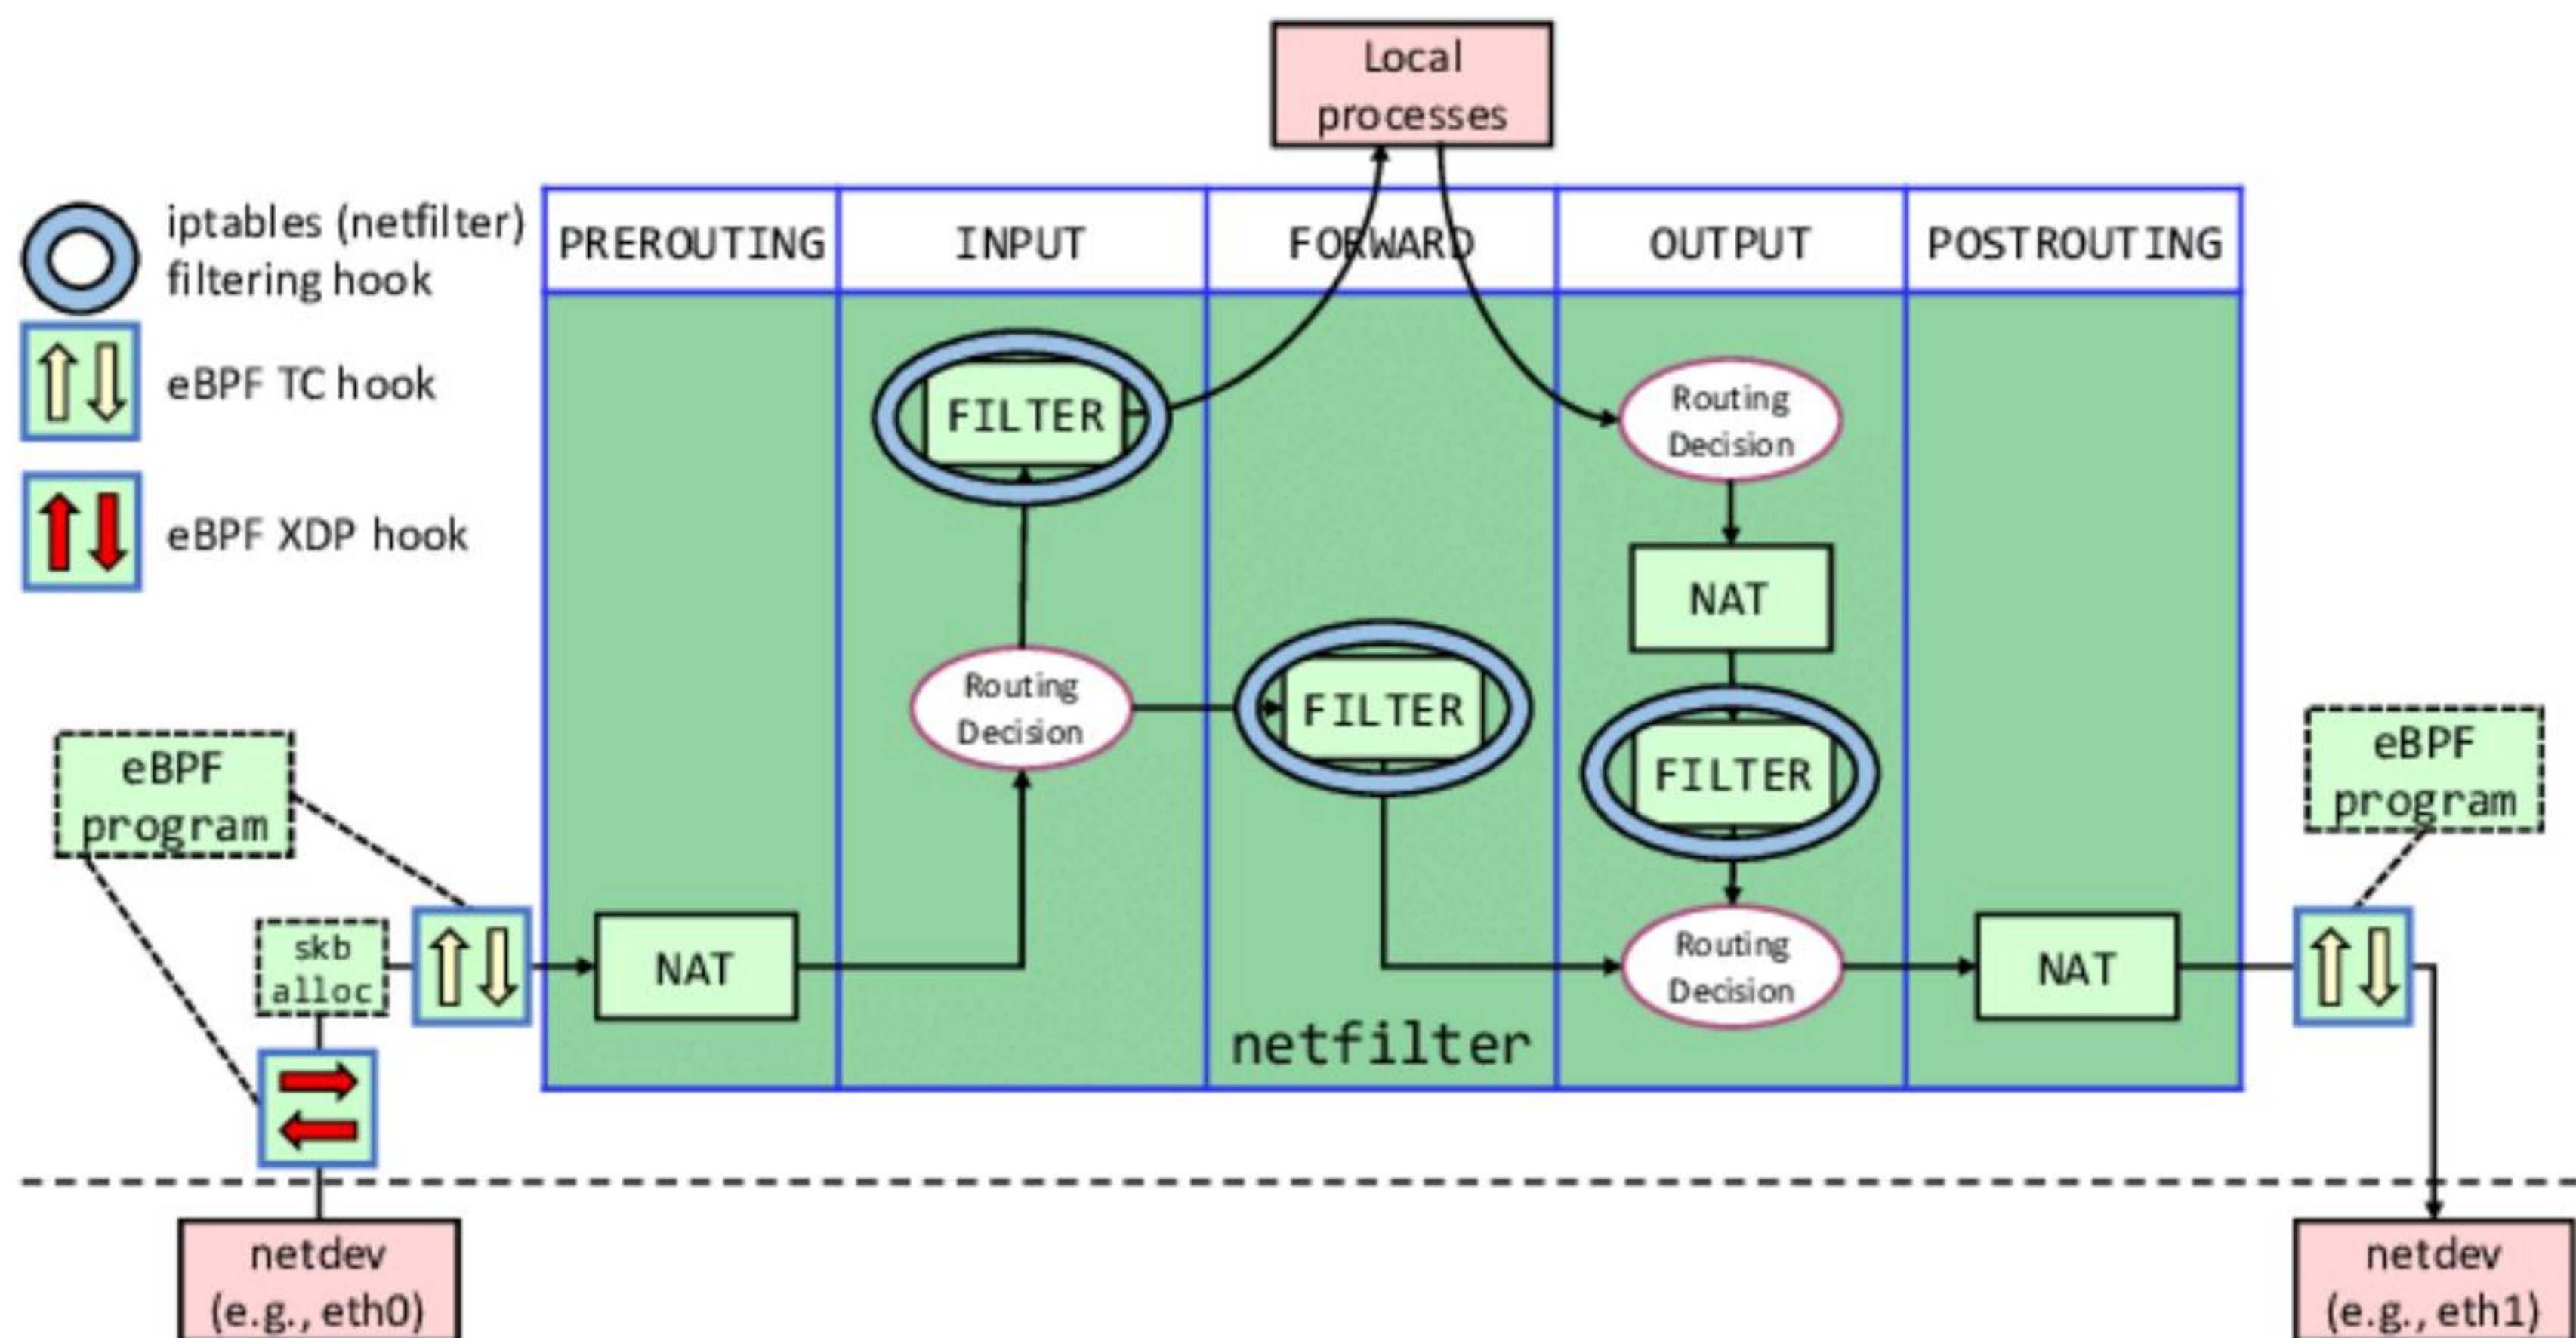 Local
processes
iptables (netfilter)
filtering hook
eBPF TC hook
eBPF XDP hook
PREROUTING
INPUT
FORWARD
OUTPUT
POSTROUTING
FILTER
Routing
Decision
NAT
Routing
Decision
FILTER
FILTER
eBPF
program
eBPF
program
skb
alloc
NAT
Routing
Decision
NAT
netfilter
netdev
(e.g., eth0)
netdev
(e.g., eth1)